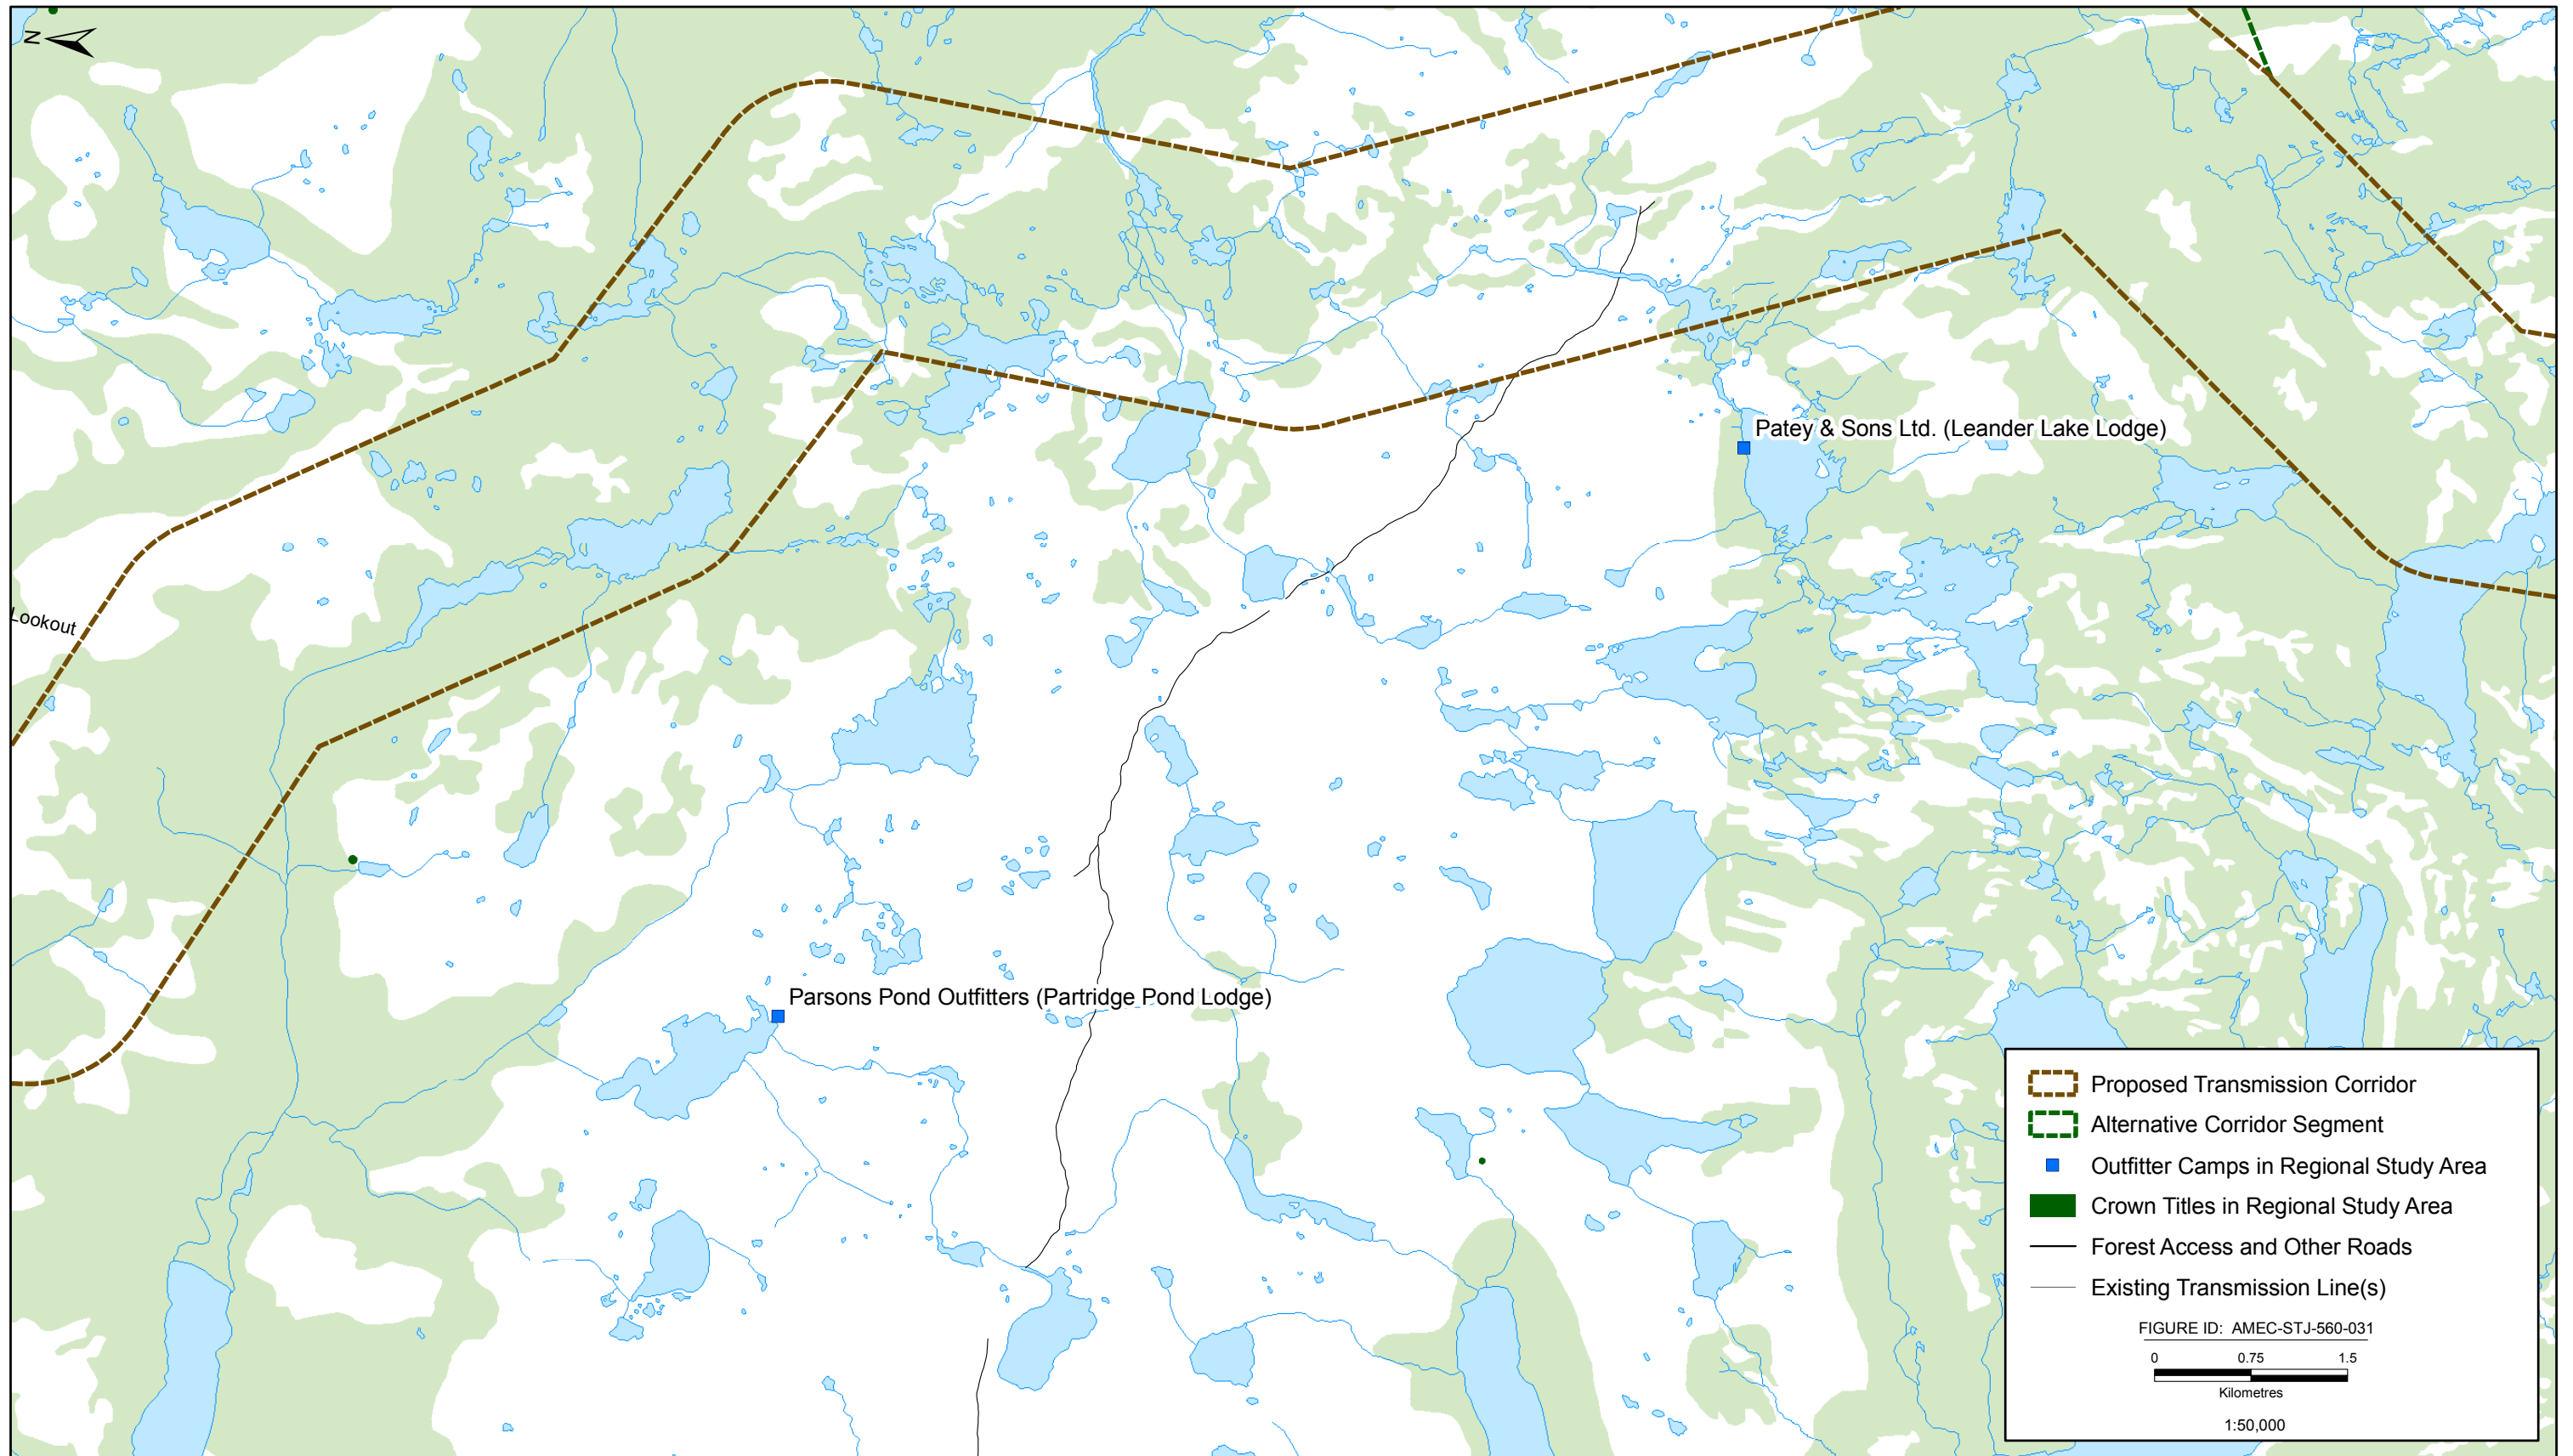 N
Patey & Sons Ltd. (Leander Lake Lodge)
Lookout
Parsons Pond Outfitters (Partridge Pond Lodge)
Proposed Transmission Corridor
Alternative Corridor Segment
Outfitter Camps in Regional Study Area
Crown Titles in Regional Study Area
Forest Access and Other Roads
Existing Transmission Line(s)
FIGURE ID: AMEC-STJ-560-031
0 0.75 1.5
Kilometres
1:50,000